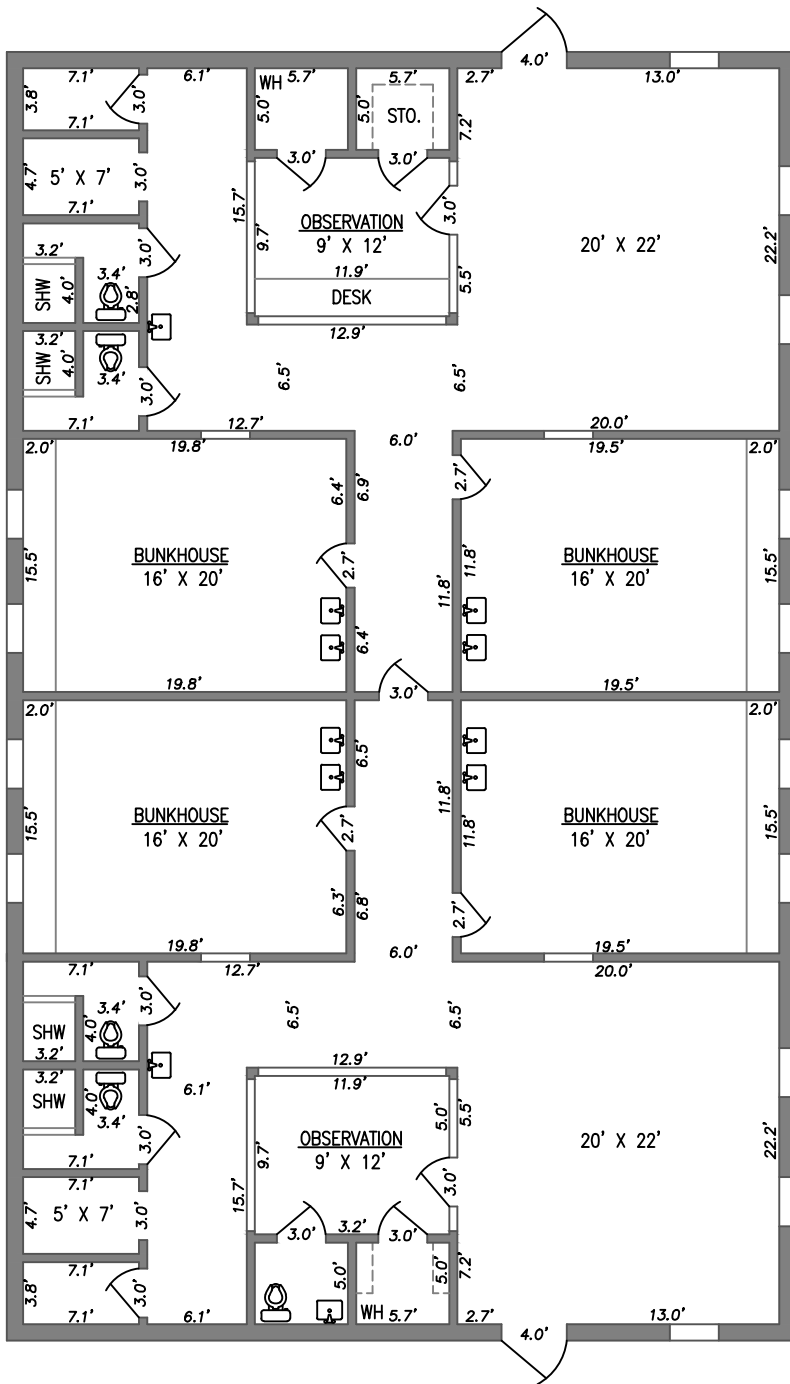 4.0'
7.1' 6.1' WH 5.7' 5.7' 2.7' 13.0'
3.8' 3.0' 5.0' 5.0' STO. 7.2'
7.1'
4.7' 5' X 7' 3.0' 3.0' 3.0'
7.1' 15.7' 9.7' OBSERVATION 3.0' 22.2'
9' X 12' 20' X 22'
3.2' 3.0' 11.9' 5.5'
SHW 4.0' 3.4' 2.8' DESK
3.2' 12.9'
SHW 4.0' 3.4' 3.0' 6.5' 6.5'
7.1' 12.7' 6.0' 20.0'
2.0' 19.8' 19.5' 2.0'
6.4' 6.9' 2.7'
15.5' BUNKHOUSE 2.7' 11.8' 11.8' BUNKHOUSE 15.5'
16' X 20' 16' X 20'
6.4'
19.8' 3.0' 19.5'
2.0' 2.0'
6.5'
15.5' BUNKHOUSE 2.7' 11.8' 11.8' BUNKHOUSE 15.5'
16' X 20' 16' X 20'
6.3' 6.8' 2.7'
19.8' 6.0' 19.5'
7.1' 12.7' 20.0'
3.4' 3.0' 6.5' 6.5'
SHW 4.0'
3.2' 12.9'
3.2' 6.1' 11.9'
SHW 4.0' 3.4' 5.0' 5.5'
3.0' OBSERVATION 20' X 22' 22.2'
7.1' 9.7' 9' X 12'
7.1' 15.7' 3.0'
4.7' 5' X 7' 3.0' 3.0' 3.2' 3.0'
7.1' 5.0' 5.0' 7.2'
3.8' 3.0'
7.1' 6.1' WH 5.7' 2.7' 13.0'
4.0'